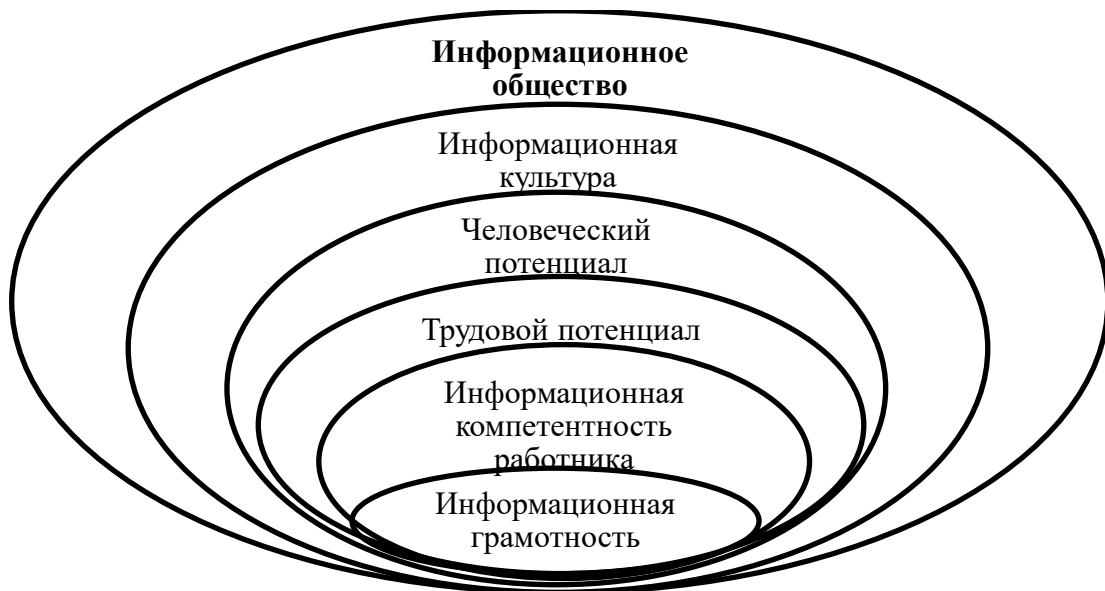 Информационное
общество
Информационная
культура
Человеческий
потенциал
Трудовой потенциал
Информационная
компетентность
работника
Информационная
грамотность